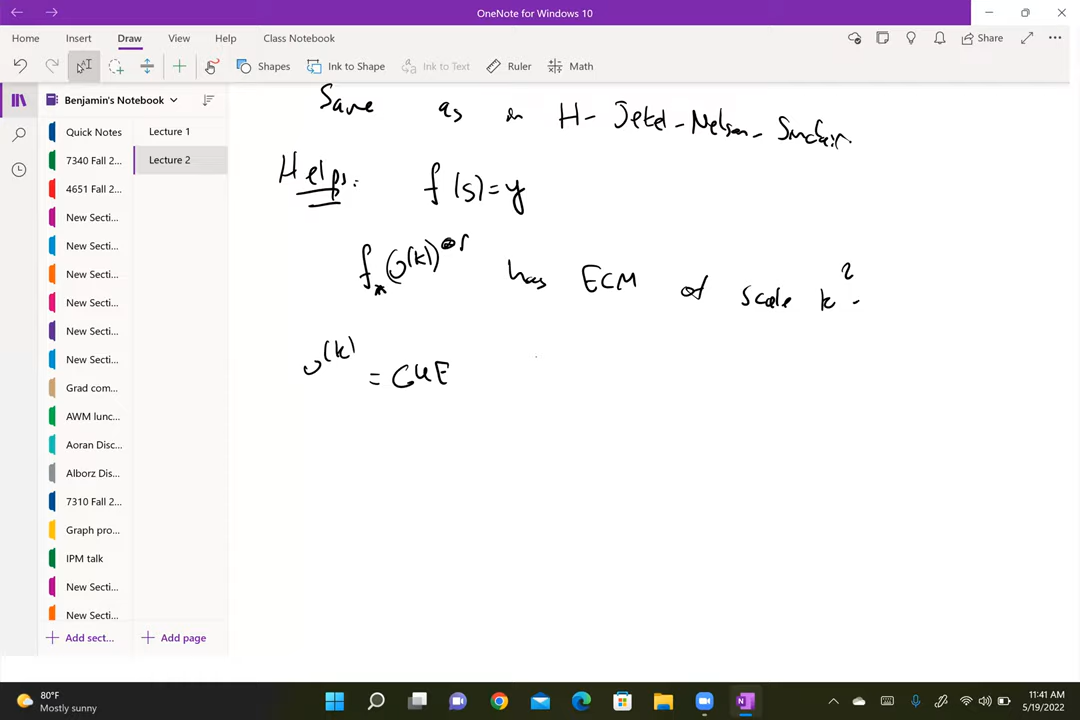 OneNote for Windows 10
Home Insert Draw View Help Class Notebook Share
Shapes Ink to Shape Ink to Text Ruler Math
Benjamin's Notebook
Quick Notes
7340 Fall 2...
4651 Fall 2...
New Secti...
New Secti...
New Secti...
New Secti...
New Secti...
New Secti...
Grad com...
AWM lunc...
Aoran Disc...
Alborz Dis...
7310 Fall 2...
Graph pro...
IPM talk
New Secti...
New Secti...
Add sect...
Lecture 1
Lecture 2
Add page
Same as in H- Jekel-Nelson-Sinclair
Helps: f(s)=y
f_*(υ^(k))^{⊗r} has ECM of scale k^2.
υ^(k) = GUE
80°F
Mostly sunny
11:41 AM
5/19/2022